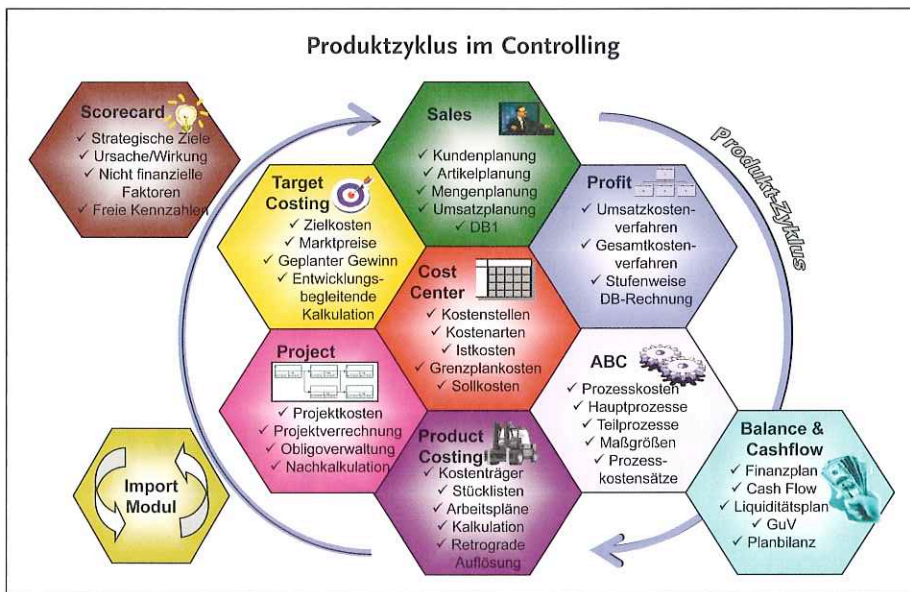 Produktzyklus im Controlling
Scorecard
✓ Strategische Ziele
✓ Ursache/Wirkung
✓ Nicht finanzielle
Faktoren
✓ Freie Kennzahlen
Sales
✓ Kundenplanung
✓ Artikelplanung
✓ Mengenplanung
✓ Umsatzplanung
✓ DB1
Target
Costing
✓ Zielkosten
✓ Marktpreise
✓ Geplanter Gewinn
✓ Entwicklungs-
begleitende
Kalkulation
Profit
✓ Umsatzkosten-
verfahren
✓ Gesamtkosten-
verfahren
✓ Stufenweise
DB-Rechnung
Produkt-Zyklus
Cost
Center
✓ Kostenstellen
✓ Kostenarten
✓ Istkosten
✓ Grenzplankosten
✓ Sollkosten
Project
✓ Projektkosten
✓ Projektverrechnung
✓ Obligoverwaltung
✓ Nachkalkulation
ABC
✓ Prozesskosten
✓ Hauptprozesse
✓ Teilprozesse
✓ Maßgrößen
✓ Prozess-
kostensätze
Import
Modul
Product
Costing
✓ Kostenträger
✓ Stücklisten
✓ Arbeitspläne
✓ Kalkulation
✓ Retrograde
Auflösung
Balance &
Cashflow
✓ Finanzplan
✓ Cash Flow
✓ Liquiditätsplan
✓ GuV
✓ Planbilanz